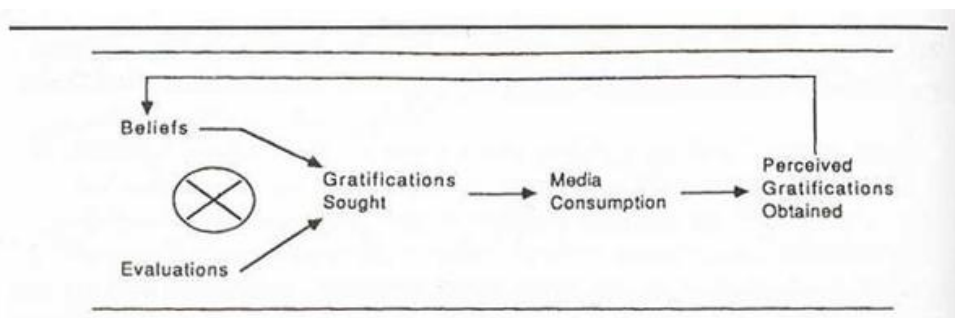 Beliefs
Gratifications
Sought
Media
Consumption
Perceived
Gratifications
Obtained
Evaluations